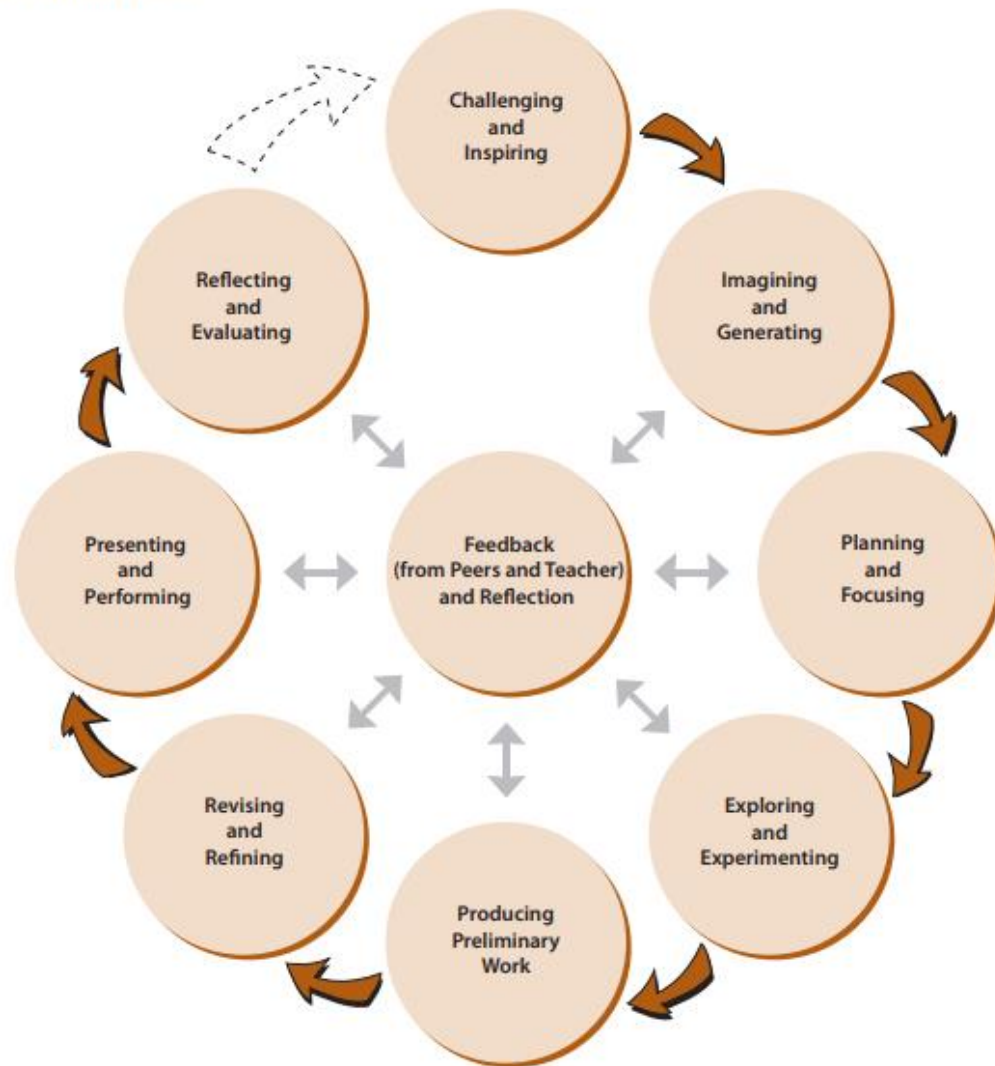 Challenging
and
Inspiring
Imagining
and
Generating
Planning
and
Focusing
Exploring
and
Experimenting
Producing
Preliminary
Work
Revising
and
Refining
Presenting
and
Performing
Reflecting
and
Evaluating
Feedback
(from Peers and Teacher)
and Reflection